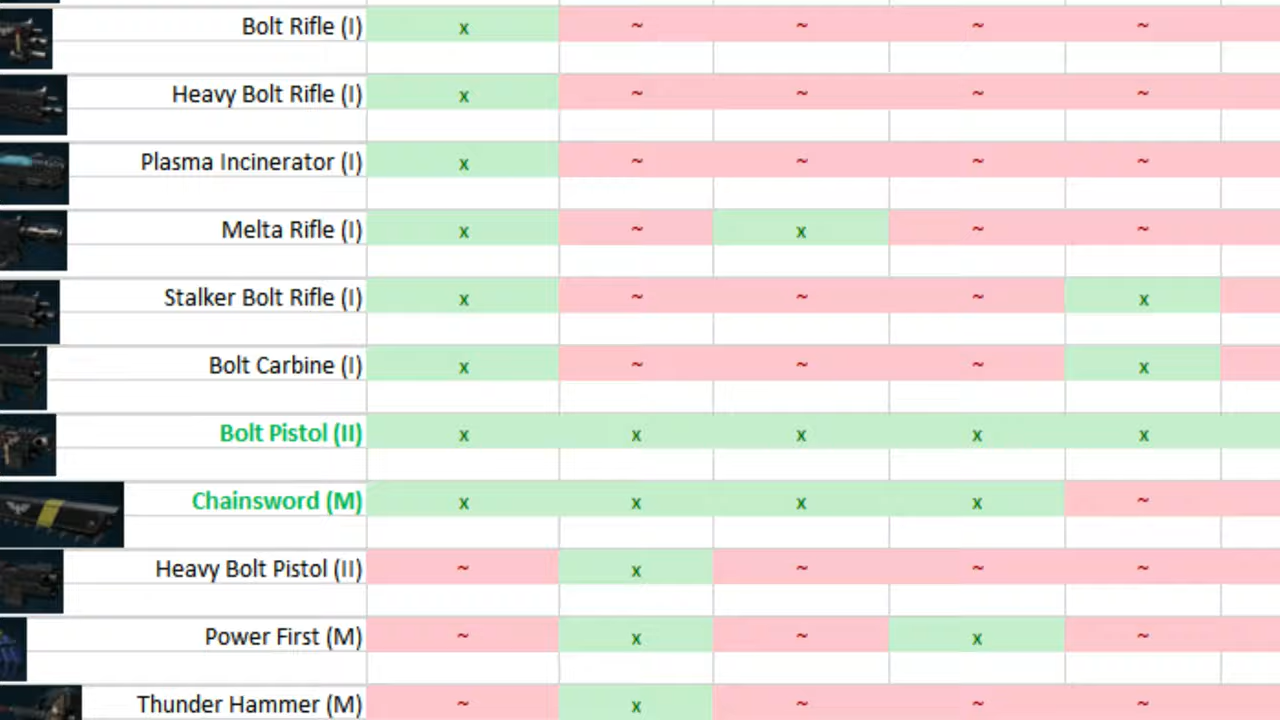 Bolt Rifle (I) x ~ ~ ~ ~
Heavy Bolt Rifle (I) x ~ ~ ~ ~
Plasma Incinerator (I) x ~ ~ ~ ~
Melta Rifle (I) x ~ x ~ ~
Stalker Bolt Rifle (I) x ~ ~ ~ x
Bolt Carbine (I) x ~ ~ ~ x
Bolt Pistol (II) x x x x x
Chainsword (M) x x x x ~
Heavy Bolt Pistol (II) ~ x ~ ~ ~
Power First (M) ~ x ~ x ~
Thunder Hammer (M) ~ x ~ ~ ~